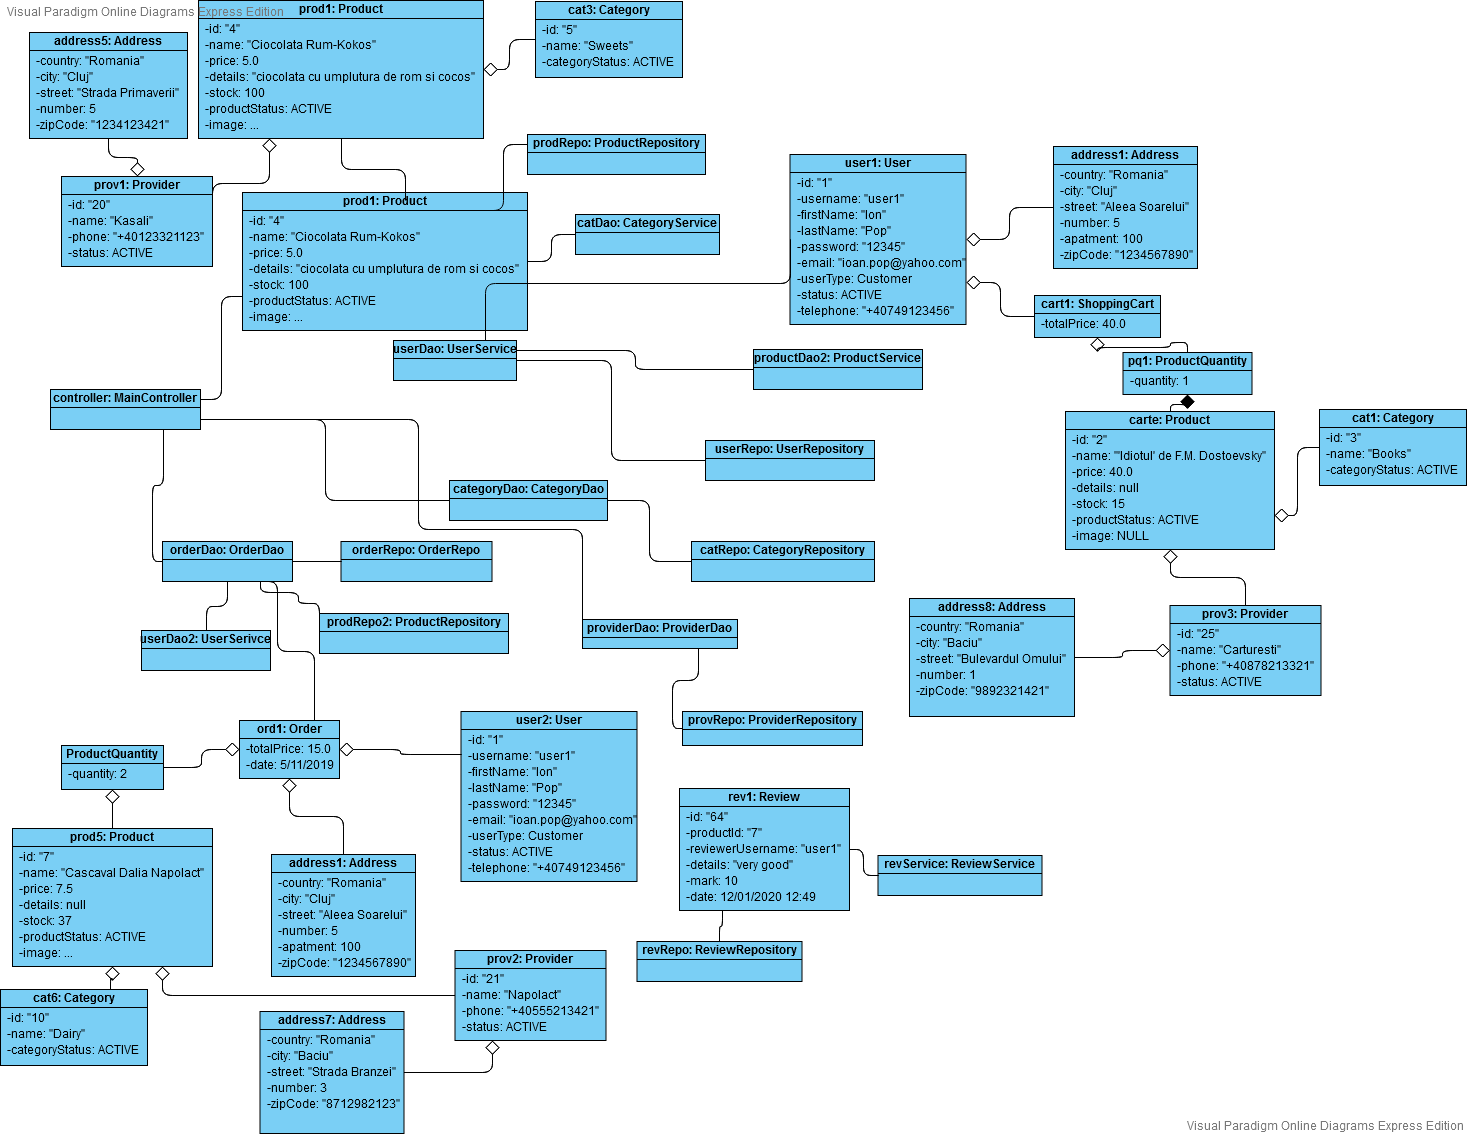 Visual Paradigm Online Diagrams Express Edition
prod1: Product
-id: "4"
-name: "Ciocolata Rum-Kokos"
-price: 5.0
-details: "ciocolata cu umplutura de rom si cocos"
-stock: 100
-productStatus: ACTIVE
-image: ...
cat3: Category
-id: "5"
-name: "Sweets"
-categoryStatus: ACTIVE
address5: Address
-country: "Romania"
-city: "Cluj"
-street: "Strada Primaverii"
-number: 5
-zipCode: "1234123421"
prodRepo: ProductRepository
prov1: Provider
-id: "20"
-name: "Kasali"
-phone: "+40123321123"
-status: ACTIVE
prod1: Product
-id: "4"
-name: "Ciocolata Rum-Kokos"
-price: 5.0
-details: "ciocolata cu umplutura de rom si cocos"
-stock: 100
-productStatus: ACTIVE
-image: ...
catDao: CategoryService
user1: User
-id: "1"
-username: "user1"
-firstName: "Ion"
-lastName: "Pop"
-password: "12345"
-email: "ioan.pop@yahoo.com"
-userType: Customer
-status: ACTIVE
-telephone: "+40749123456"
address1: Address
-country: "Romania"
-city: "Cluj"
-street: "Aleea Soarelui"
-number: 5
-apatment: 100
-zipCode: "1234567890"
cart1: ShoppingCart
-totalPrice: 40.0
pq1: ProductQuantity
-quantity: 1
userDao: UserService
productDao2: ProductService
controller: MainController
carte: Product
-id: "2"
-name: "'Idiotul' de F.M. Dostoevsky"
-price: 40.0
-details: null
-stock: 15
-productStatus: ACTIVE
-image: NULL
cat1: Category
-id: "3"
-name: "Books"
-categoryStatus: ACTIVE
userRepo: UserRepository
categoryDao: CategoryDao
orderDao: OrderDao
orderRepo: OrderRepo
catRepo: CategoryRepository
userDao2: UserSerivce
prodRepo2: ProductRepository
providerDao: ProviderDao
address8: Address
-country: "Romania"
-city: "Baciu"
-street: "Bulevardul Omului"
-number: 1
-zipCode: "9892321421"
prov3: Provider
-id: "25"
-name: "Carturesti"
-phone: "+40878213321"
-status: ACTIVE
provRepo: ProviderRepository
ord1: Order
-totalPrice: 15.0
-date: 5/11/2019
ProductQuantity
-quantity: 2
user2: User
-id: "1"
-username: "user1"
-firstName: "Ion"
-lastName: "Pop"
-password: "12345"
-email: "ioan.pop@yahoo.com"
-userType: Customer
-status: ACTIVE
-telephone: "+40749123456"
rev1: Review
-id: "64"
-productId: "7"
-reviewerUsername: "user1"
-details: "very good"
-mark: 10
-date: 12/01/2020 12:49
revService: ReviewService
revRepo: ReviewRepository
prod5: Product
-id: "7"
-name: "Cascaval Dalia Napolact"
-price: 7.5
-details: null
-stock: 37
-productStatus: ACTIVE
-image: ...
address1: Address
-country: "Romania"
-city: "Cluj"
-street: "Aleea Soarelui"
-number: 5
-apatment: 100
-zipCode: "1234567890"
prov2: Provider
-id: "21"
-name: "Napolact"
-phone: "+40555213421"
-status: ACTIVE
cat6: Category
-id: "10"
-name: "Dairy"
-categoryStatus: ACTIVE
address7: Address
-country: "Romania"
-city: "Baciu"
-street: "Strada Branzei"
-number: 3
-zipCode: "8712982123"
Visual Paradigm Online Diagrams Express Edition